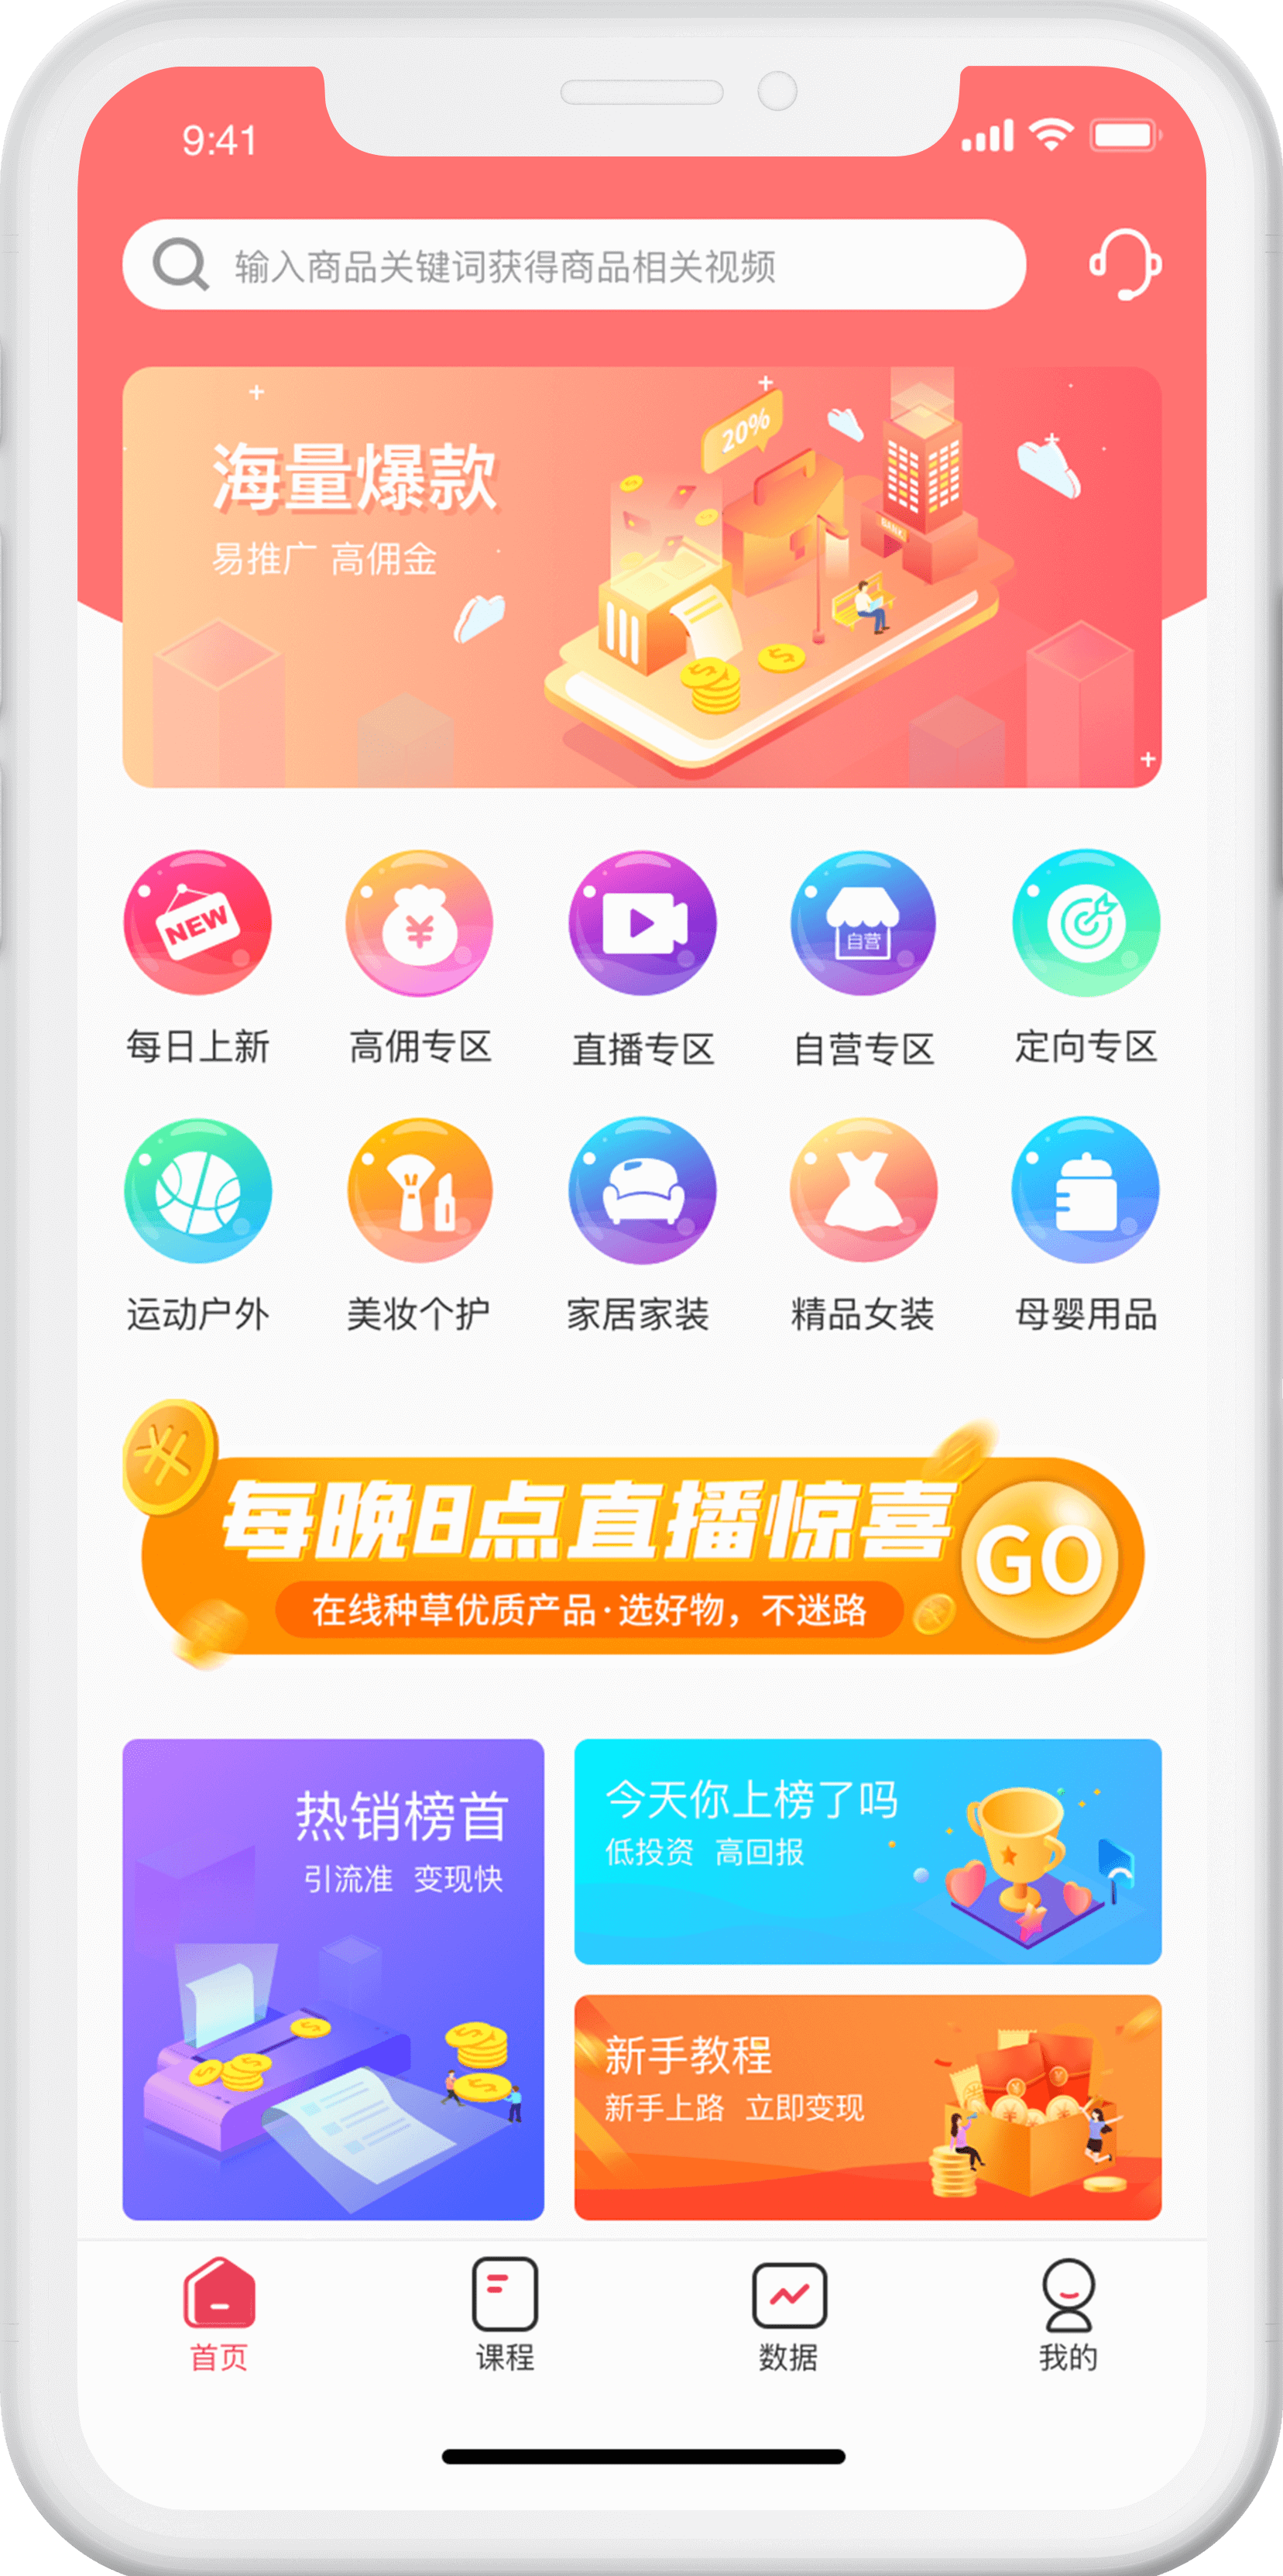 9:41
输入商品关键词获得商品相关视频
海量爆款
易推广 高佣金
20%
BANK
NEW
自营
每日上新 高佣专区 直播专区 自营专区 定向专区
运动户外 美妆个护 家居家装 精品女装 母婴用品
每晚8点直播惊喜
GO
在线种草优质产品·选好物，不迷路
热销榜首
引流准 变现快
今天你上榜了吗
低投资 高回报
新手教程
新手上路 立即变现
首页 课程 数据 我的